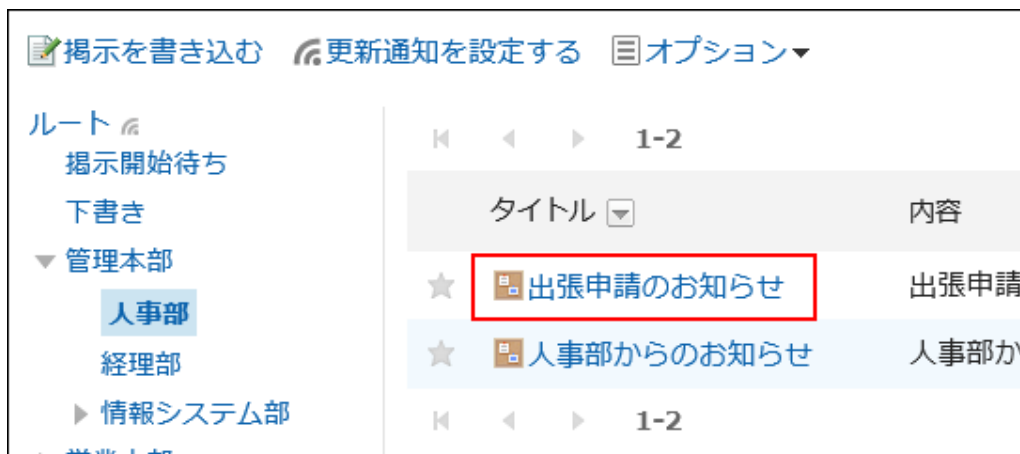 掲示を書き込む 更新通知を設定する オプション
ルート
掲示開始待ち
下書き
管理本部
人事部
経理部
情報システム部
1-2
タイトル 内容
出張申請のお知らせ 出張申請
人事部からのお知らせ 人事部か
1-2